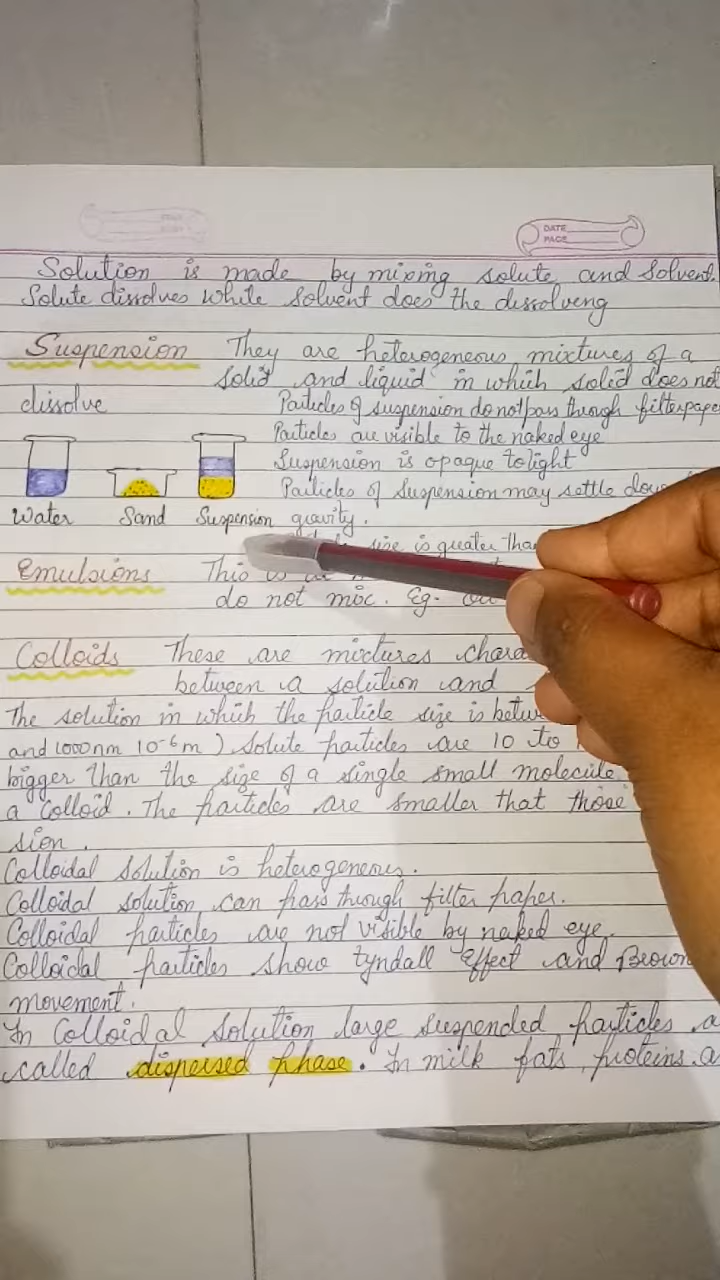 DATE
PAGE
Solution is made by mixing solute and solvent.
Solute dissolves while solvent does the dissolving
Suspension They are heterogeneous mixtures of a
solid and liquid in which solid does not
dissolve Particles of suspension do not pass through filterpaper
Particles are visible to the naked eye
Suspension is opaque to light
Particles of Suspension may settle down
Water Sand Suspension gravity.
size is greater than
Emulsions This is
do not mix. Eg.
Colloids These are mixtures
between a solution and
The solution in which the particle size is
and 1000nm 10-6m) Solute particles are 10 to
bigger than the size of a single small molecule
a colloid. The particles are smaller that those
sion.
Colloidal solution is heterogeneous.
Colloidal solution can pass through filter paper.
Colloidal particles are not visible by naked eye.
Colloidal particles show tyndall effect and Brown
movement.
In Colloidal solution large suspended particles a
called dispersed phase. In milk fats, proteins a